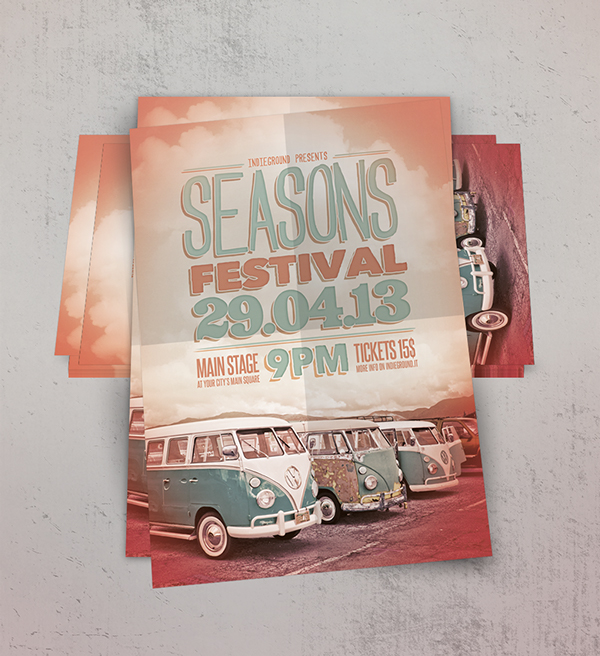 INDIEGROUND PRESENTS
SEASONS
FESTIVAL
29.04.13
MAIN STAGE
AT YOUR CITY'S MAIN SQUARE
9PM
TICKETS 15$
MORE INFO ON INDIEGROUND.IT